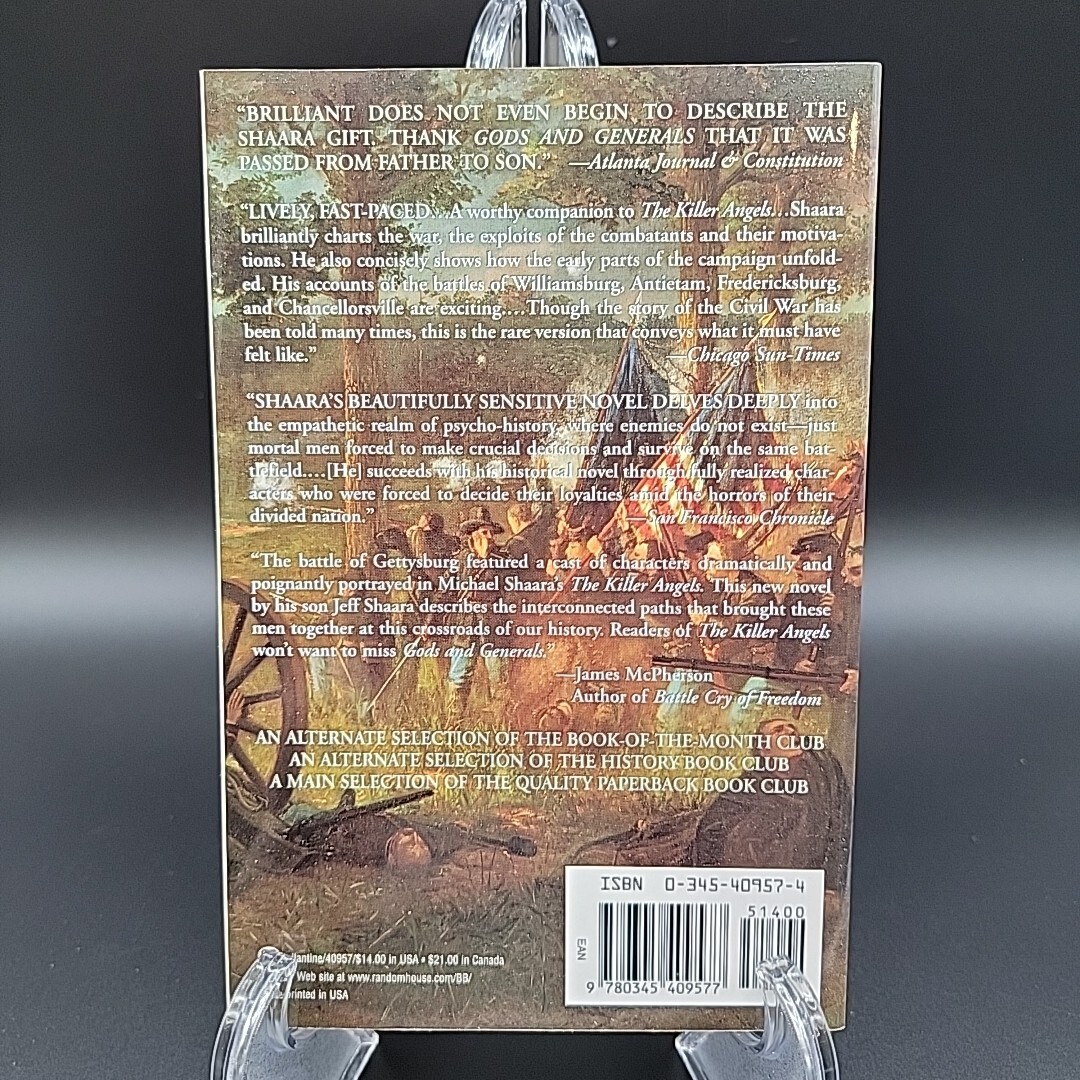 “BRILLIANT DOES NOT EVEN BEGIN TO DESCRIBE THE
SHAARA GIFT. THANK GODS AND GENERALS THAT IT WAS
PASSED FROM FATHER TO SON.” —Atlanta Journal & Constitution
“LIVELY, FAST-PACED....A worthy companion to The Killer Angels...Shaara
brilliantly charts the war, the exploits of the combatants and their motiva-
tions. He also concisely shows how the early parts of the campaign unfold-
ed. His accounts of the battles of Williamsburg, Antietam, Fredericksburg,
and Chancellorsville are exciting....Though the story of the Civil War has
been told many times, this is the rare version that conveys what it must have
felt like.” —Chicago Sun-Times
“SHAARA’S BEAUTIFULLY SENSITIVE NOVEL DELVES DEEPLY into
the empathetic realm of psycho-history, where enemies do not exist—just
mortal men forced to make crucial decisions and survive on the same bat-
tlefield....[He] succeeds with his historical novel through fully realized char-
acters who were forced to decide their loyalties amid the horrors of their
divided nation.” —San Francisco Chronicle
“The battle of Gettysburg featured a cast of characters dramatically and
poignantly portrayed in Michael Shaara’s The Killer Angels. This new novel
by his son Jeff Shaara describes the interconnected paths that brought these
men together at this crossroads of our history. Readers of The Killer Angels
won’t want to miss Gods and Generals.”
—James McPherson
Author of Battle Cry of Freedom
AN ALTERNATE SELECTION OF THE BOOK-OF-THE-MONTH CLUB
AN ALTERNATE SELECTION OF THE HISTORY BOOK CLUB
A MAIN SELECTION OF THE QUALITY PAPERBACK BOOK CLUB
ISBN 0-345-40957-4
51400
EAN
9 780345 409577
/40957/$14.00 in USA • $21.00 in Canada
Web site at www.randomhouse.com/BB/
printed in USA